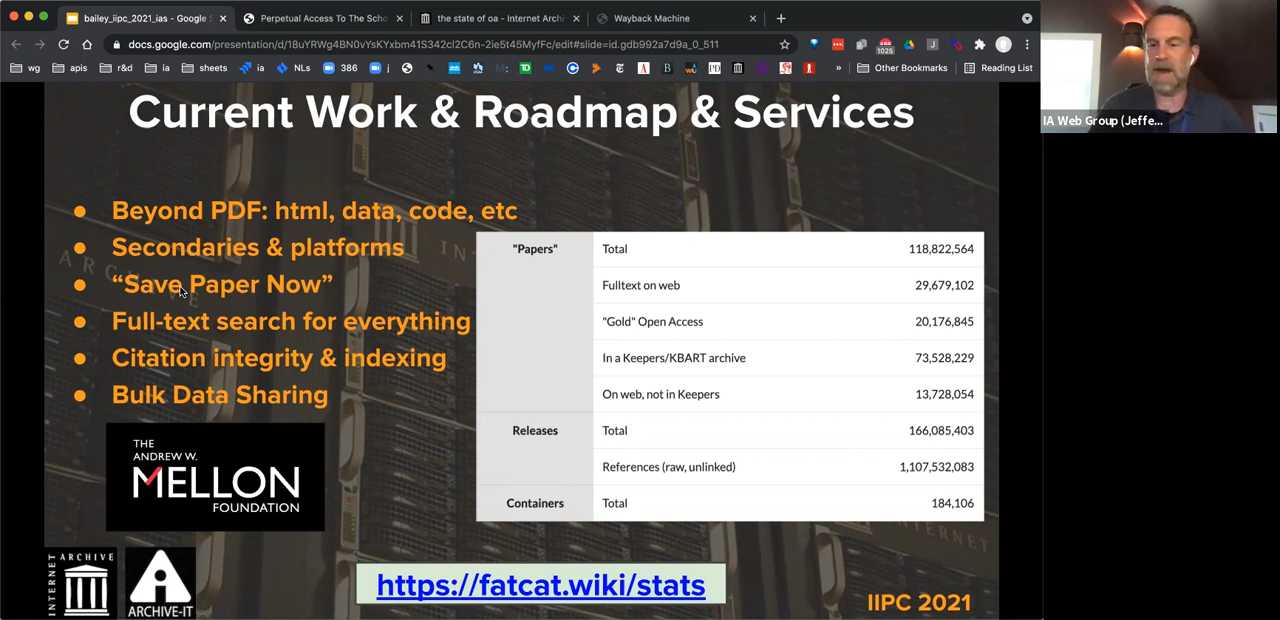 bailey_iipc_2021_ias - Google S
Perpetual Access To The Scho
the state of oa - Internet Archi
Wayback Machine
docs.google.com/presentation/d/18uYRWg4BN0vYsKYxbm41S342cI2C6n-2ie5t45MyfFc/edit#slide=id.gdb992a7d9a_0_511
1025
wg
apis
r&d
ia
sheets
ia
NLs
386
j
Other Bookmarks
Reading List
IA Web Group (Jeffe...
Current Work & Roadmap & Services
Beyond PDF: html, data, code, etc
Secondaries & platforms
“Save Paper Now”
Full-text search for everything
Citation integrity & indexing
Bulk Data Sharing
"Papers" Total 118,822,564
Fulltext on web 29,679,102
"Gold" Open Access 20,176,845
In a Keepers/KBART archive 73,528,229
On web, not in Keepers 13,728,054
Releases Total 166,085,403
References (raw, unlinked) 1,107,532,083
Containers Total 184,106
THE
ANDREW W.
MELLON
FOUNDATION
INTERNET ARCHIVE
ARCHIVE-IT
https://fatcat.wiki/stats
IIPC 2021